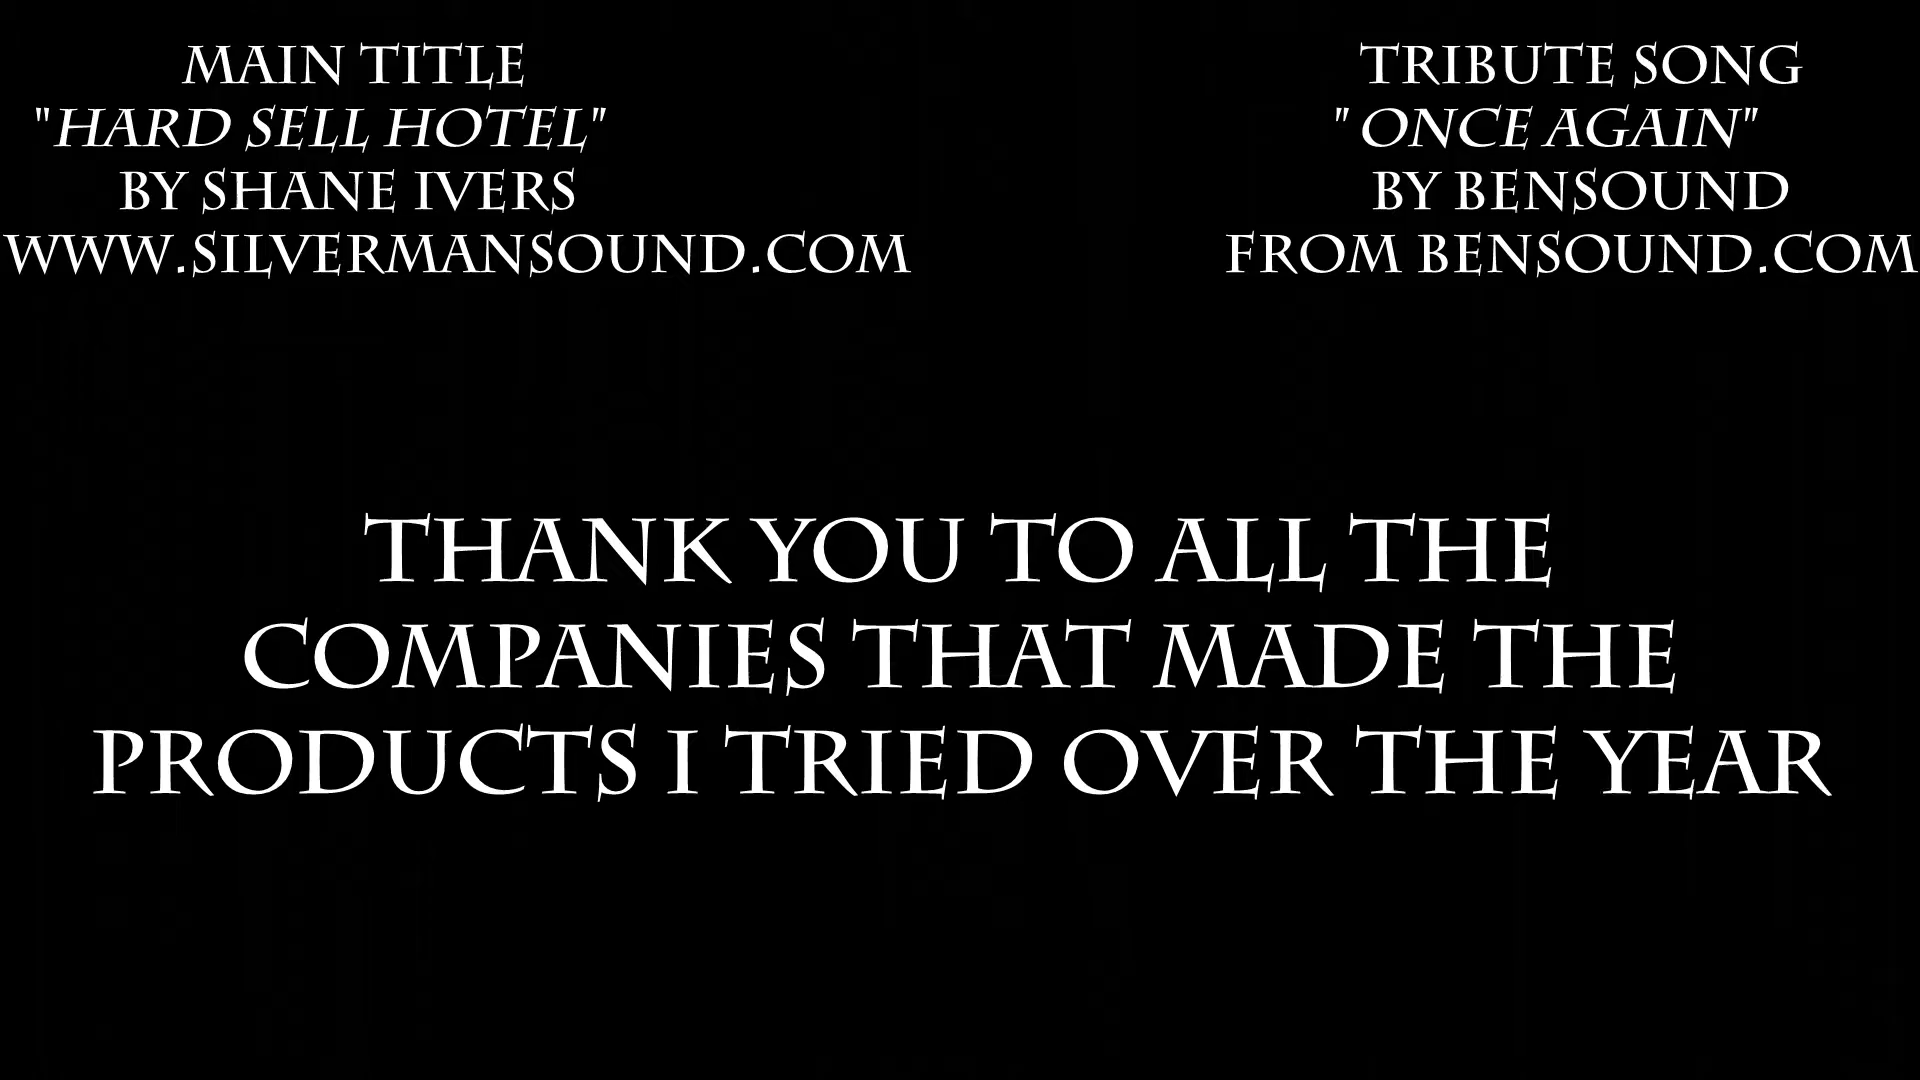 MAIN TITLE
"HARD SELL HOTEL"
BY SHANE IVERS
WWW.SILVERMANSOUND.COM
TRIBUTE SONG
" ONCE AGAIN"
BY BENSOUND
FROM BENSOUND.COM
THANK YOU TO ALL THE
COMPANIES THAT MADE THE
PRODUCTS I TRIED OVER THE YEAR